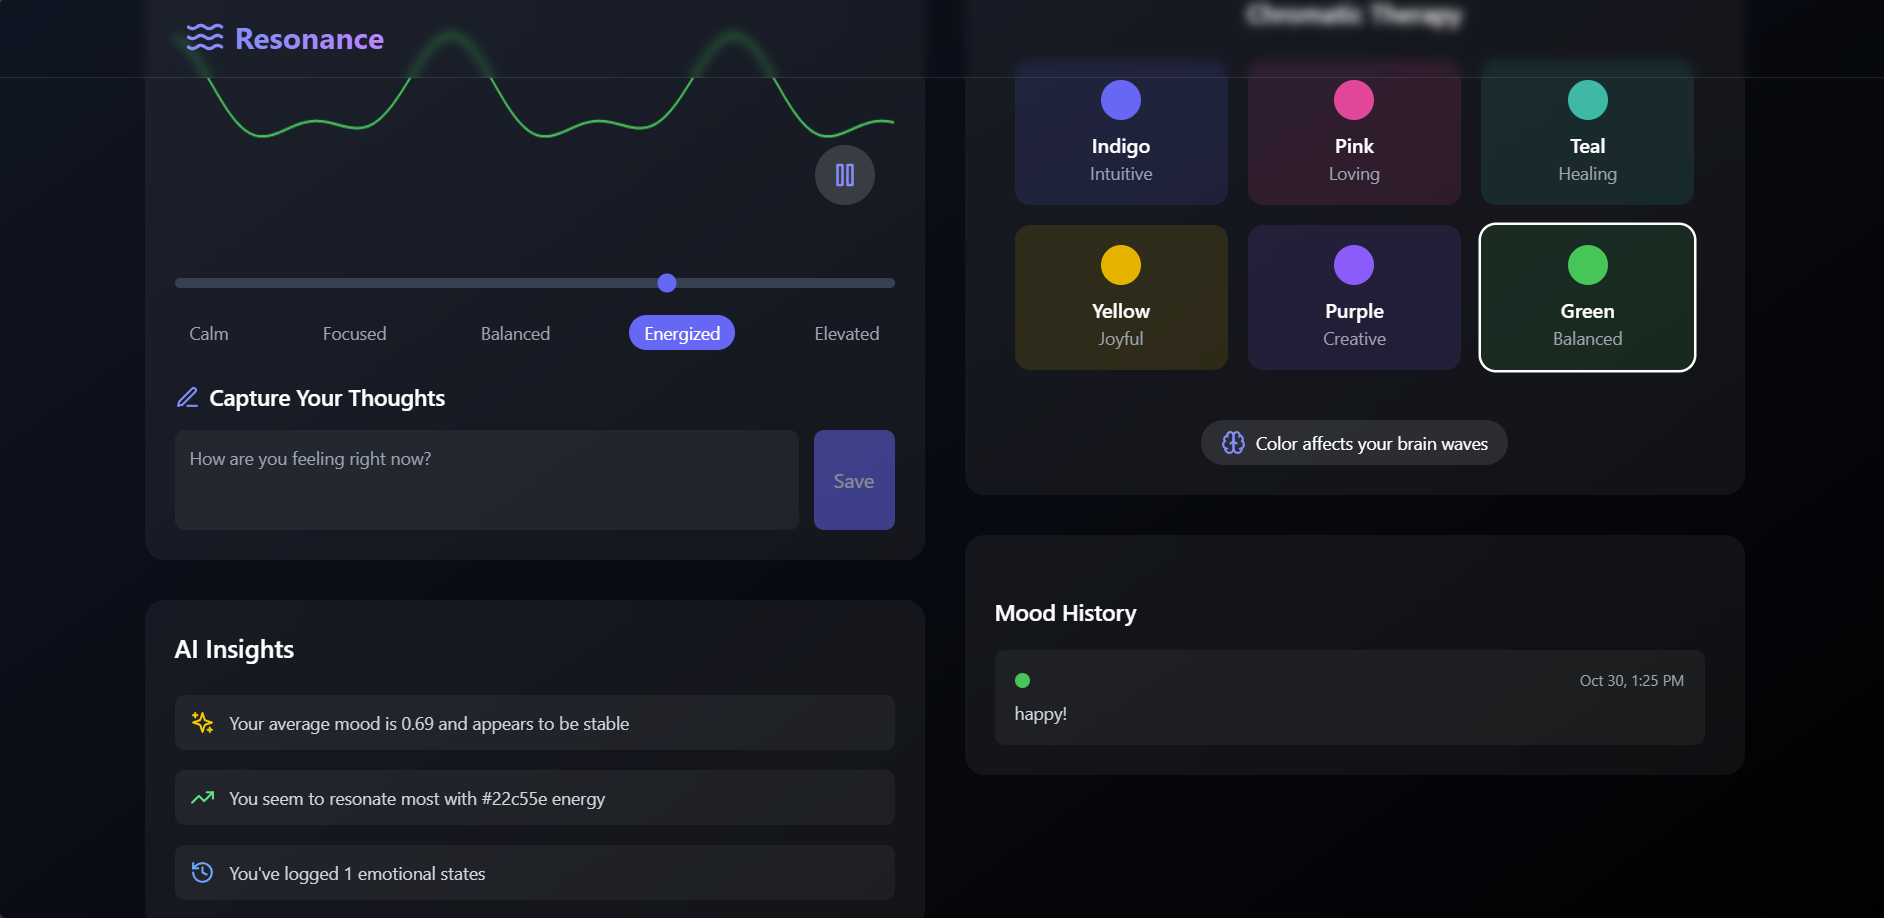 Resonance
Calm
Focused
Balanced
Energized
Elevated
Capture Your Thoughts
How are you feeling right now?
Save
AI Insights
Your average mood is 0.69 and appears to be stable
You seem to resonate most with #22c55e energy
You've logged 1 emotional states
Chromatic Therapy
Indigo
Intuitive
Pink
Loving
Teal
Healing
Yellow
Joyful
Purple
Creative
Green
Balanced
Color affects your brain waves
Mood History
Oct 30, 1:25 PM
happy!